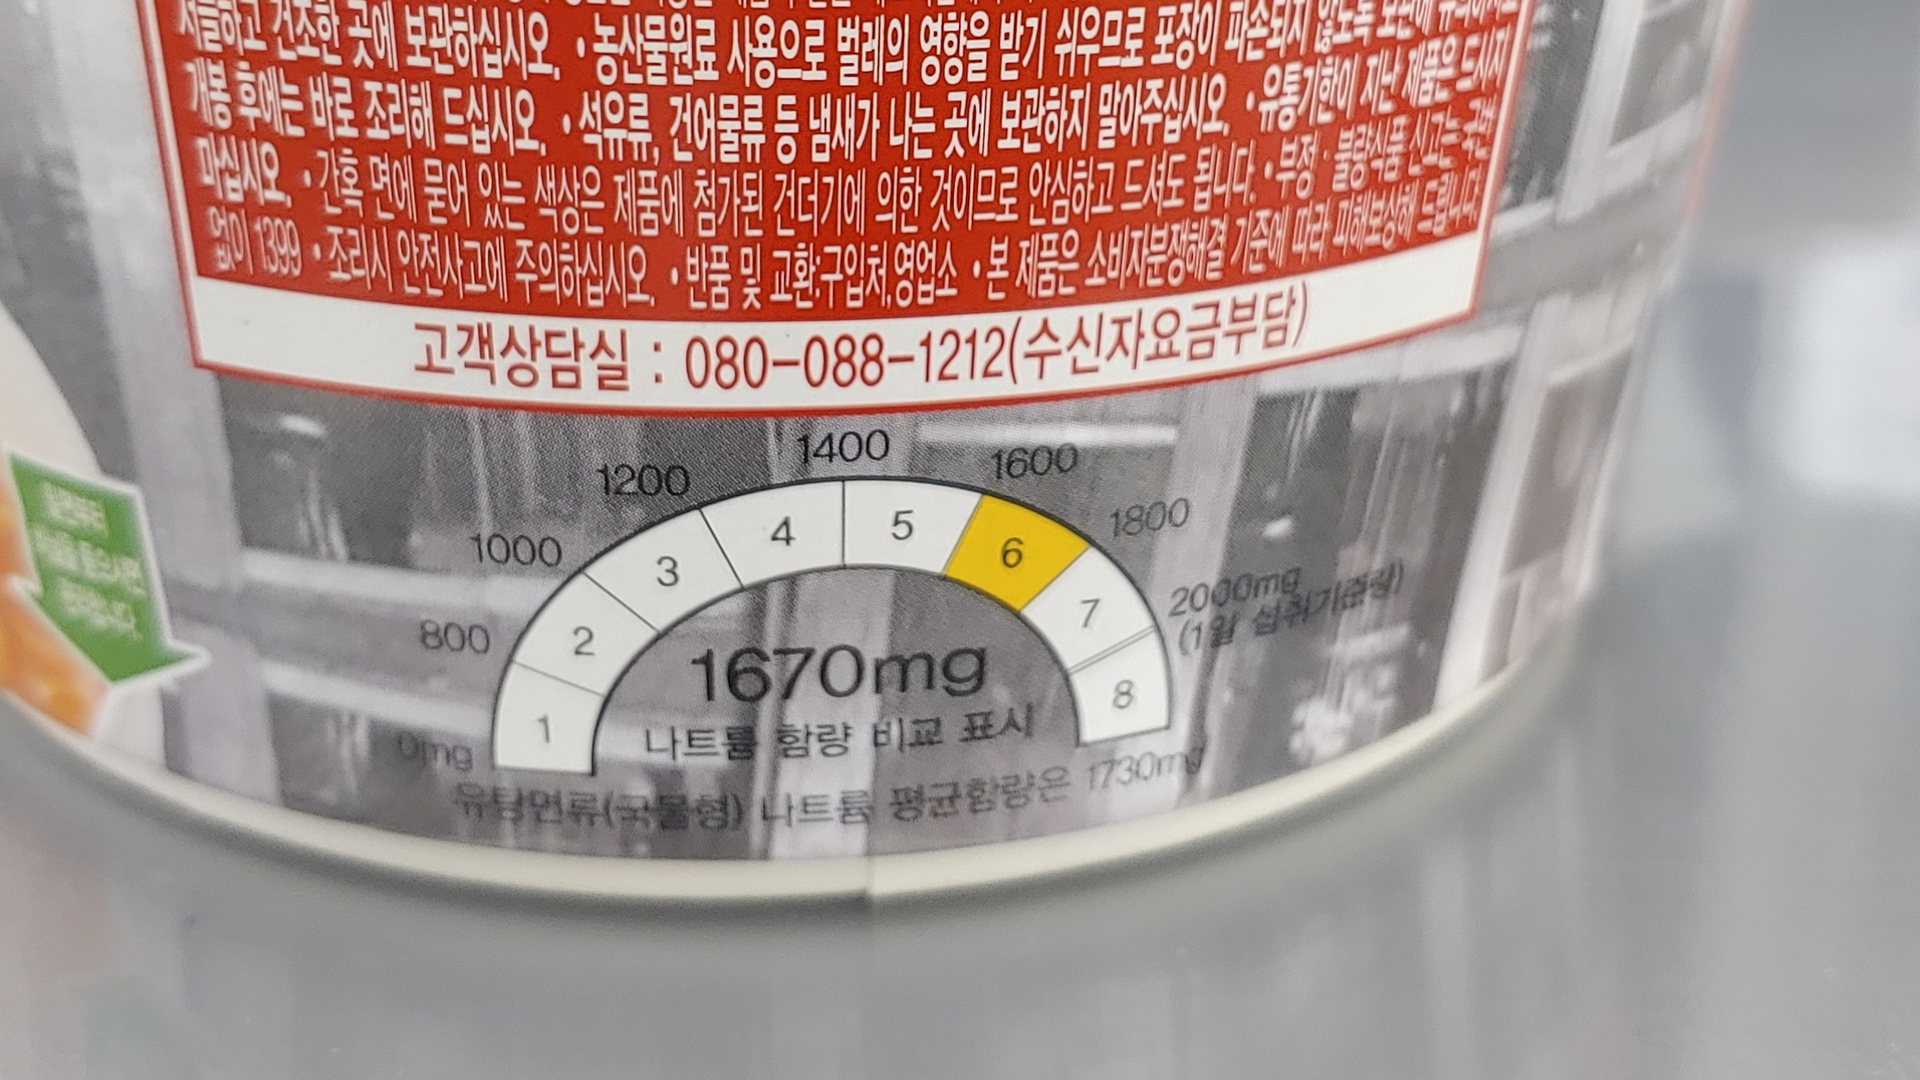 서늘하고 건조한 곳에 보관하십시오. •농산물원료 사용으로 벌레의 영향을 받기 쉬우므로 포장이 파손되지 않도록 보관에
개봉 후에는 바로 조리해 드십시오. •석유류, 건어물류 등 냄새가 나는 곳에 보관하지 말아주십시오. •유통기한이 지난 제품은 드시지
마십시오. •간혹 면에 묻어 있는 색상은 제품에 첨가된 건더기에 의한 것이므로 안심하고 드셔도 됩니다. •부정·불량식품 신고는 국번
없이 1399 •조리시 안전사고에 주의하십시오. •반품 및 교환:구입처,영업소 •본 제품은 소비자분쟁해결 기준에 따라 피해보상해 드립니다.
고객상담실 : 080-088-1212(수신자요금부담)
0mg 800 1000 1200 1400 1600 1800 2000mg
(1일 섭취기준량)
1 2 3 4 5 6 7 8
1670mg
나트륨 함량 비교 표시
유탕면류(국물형) 나트륨 평균함량은 1730mg